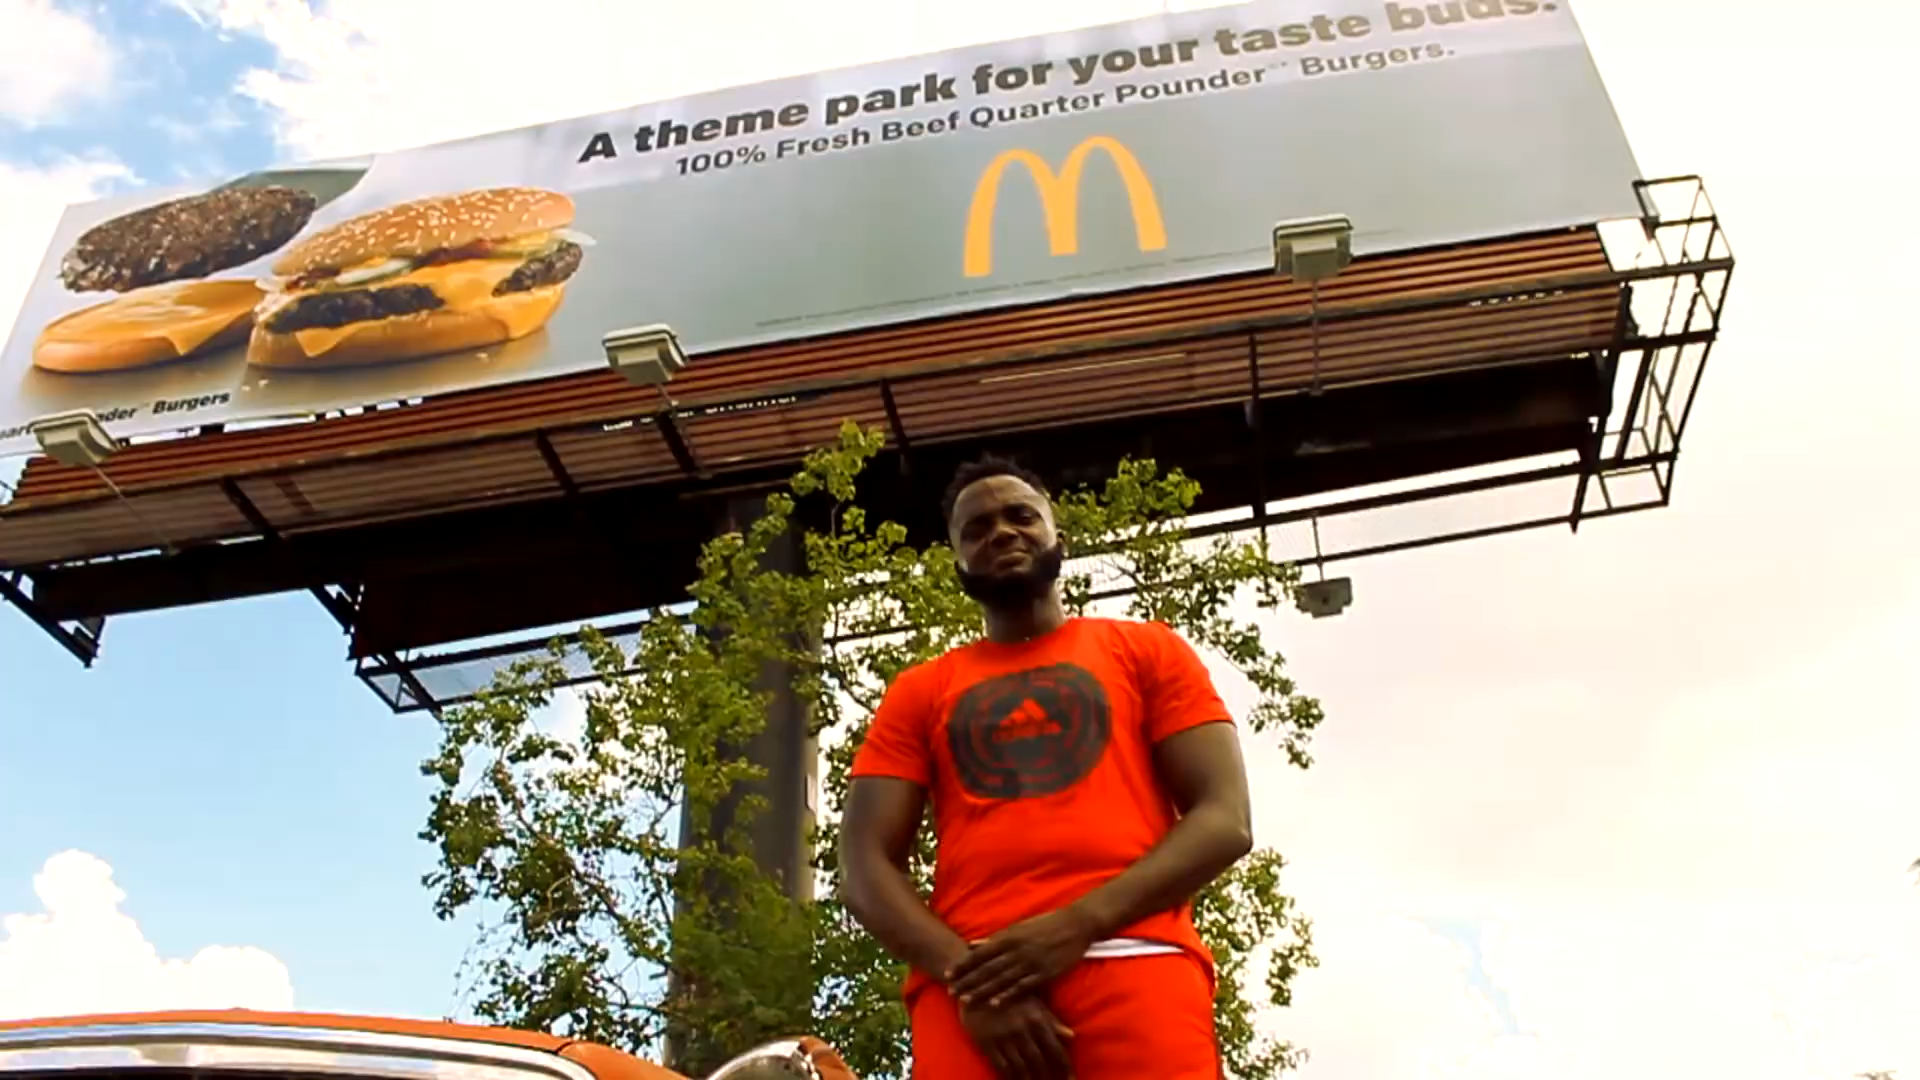 A theme park for your taste buds.
100% Fresh Beef Quarter Pounder™ Burgers.
Burgers